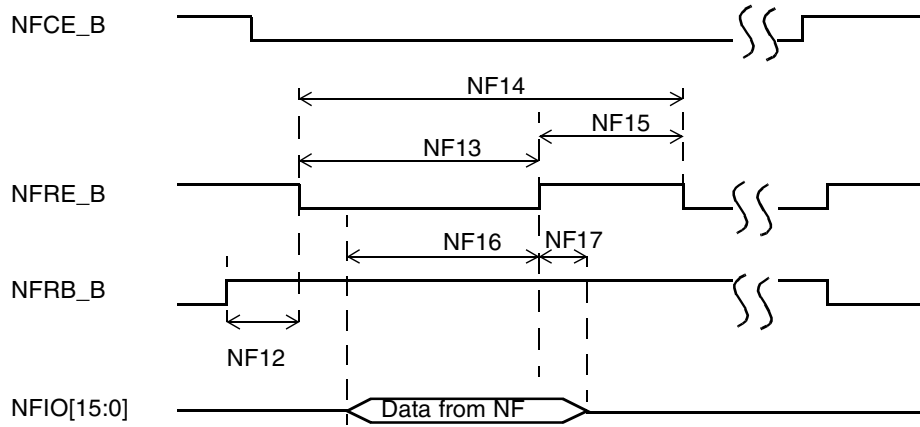 NFCE_B
NF14
NF15
NF13
NFRE_B
NF16
NF17
NFRB_B
NF12
NFIO[15:0]
Data from NF